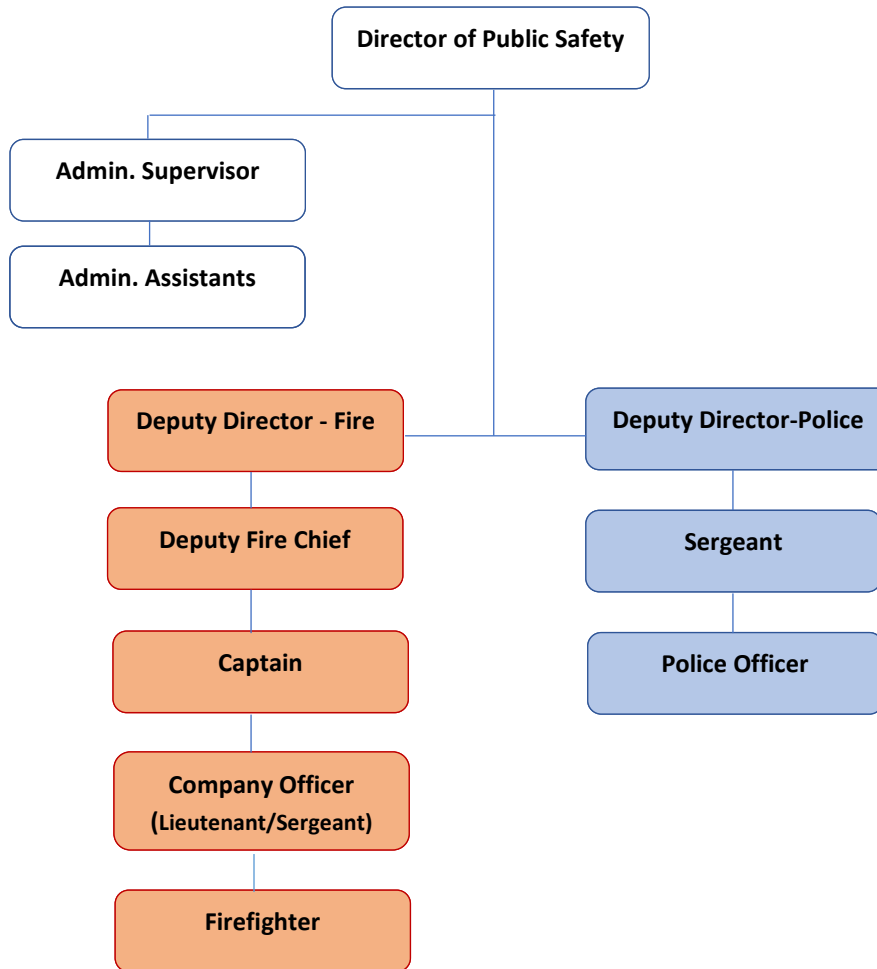 Director of Public Safety
Admin. Supervisor
Admin. Assistants
Deputy Director - Fire
Deputy Director-Police
Deputy Fire Chief
Sergeant
Captain
Police Officer
Company Officer
(Lieutenant/Sergeant)
Firefighter